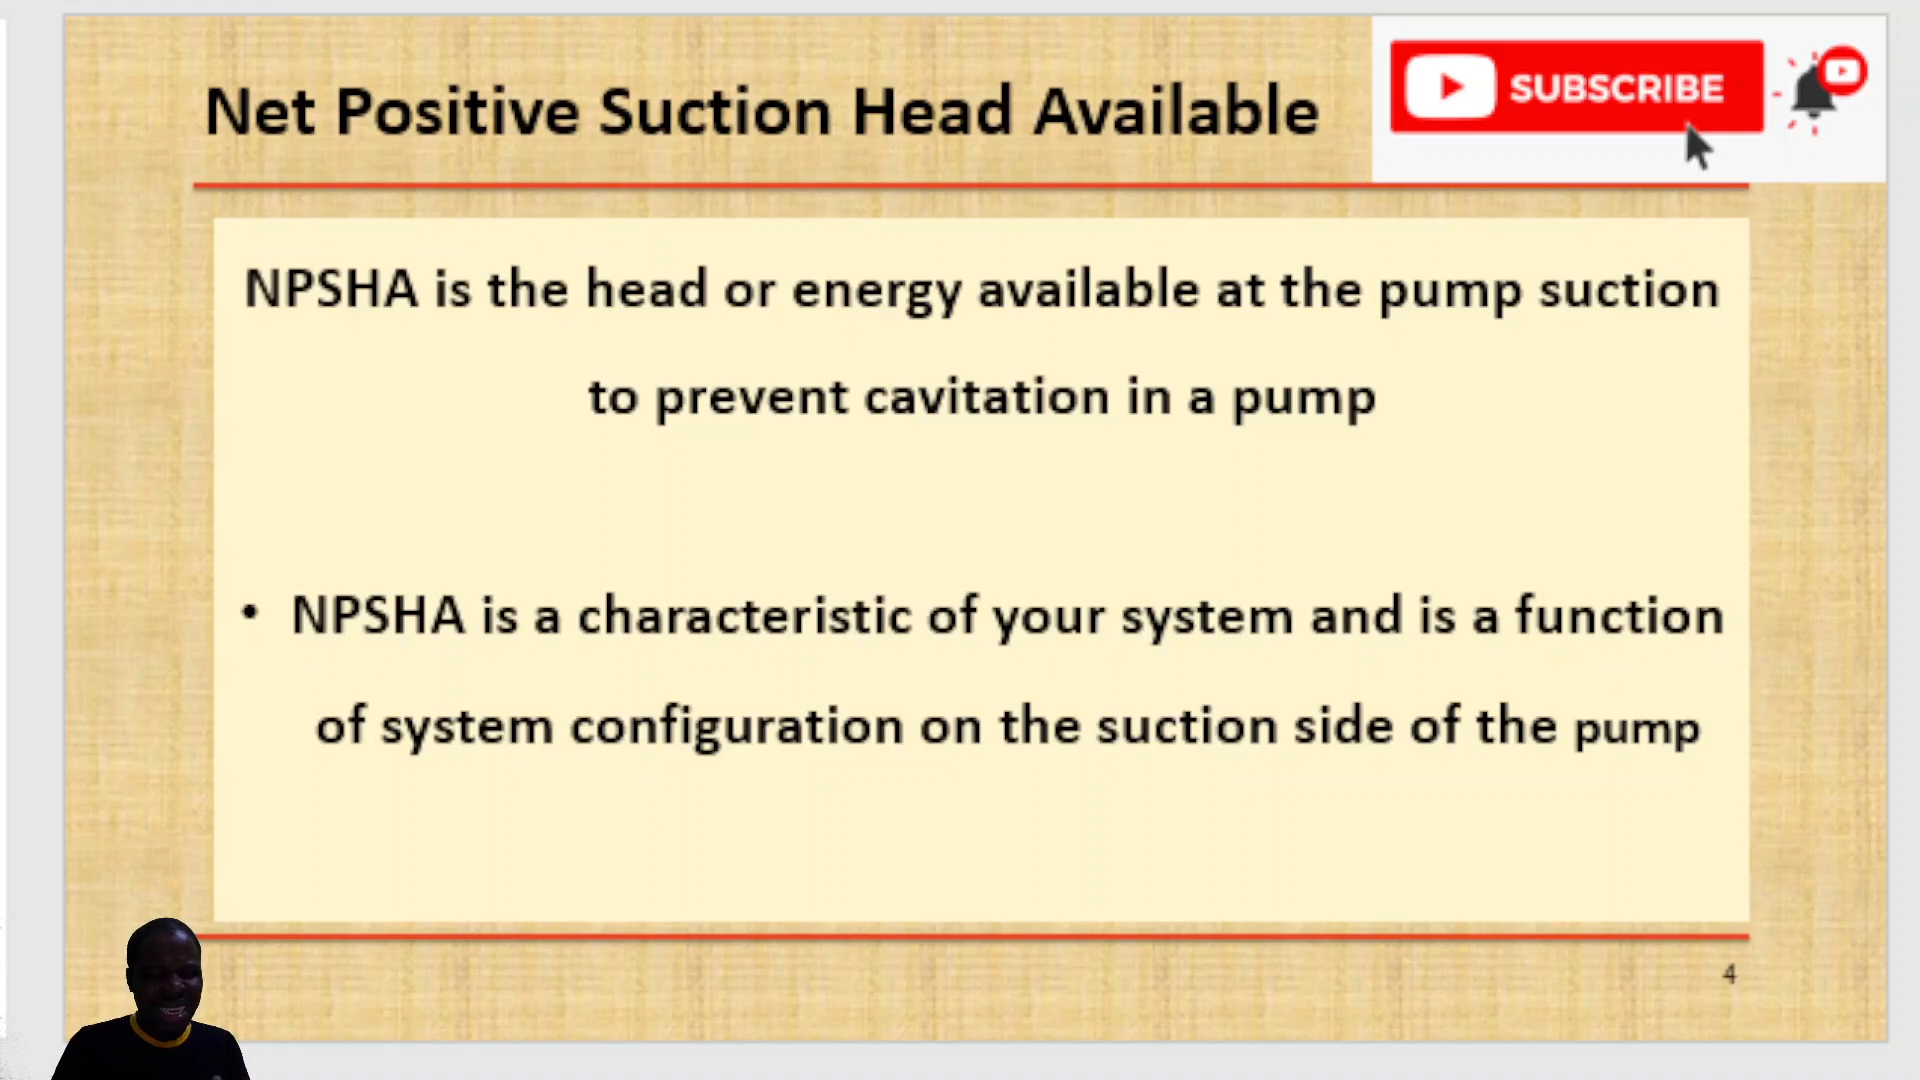 Net Positive Suction Head Available
SUBSCRIBE
NPSHA is the head or energy available at the pump suction
to prevent cavitation in a pump
• NPSHA is a characteristic of your system and is a function
of system configuration on the suction side of the pump
4